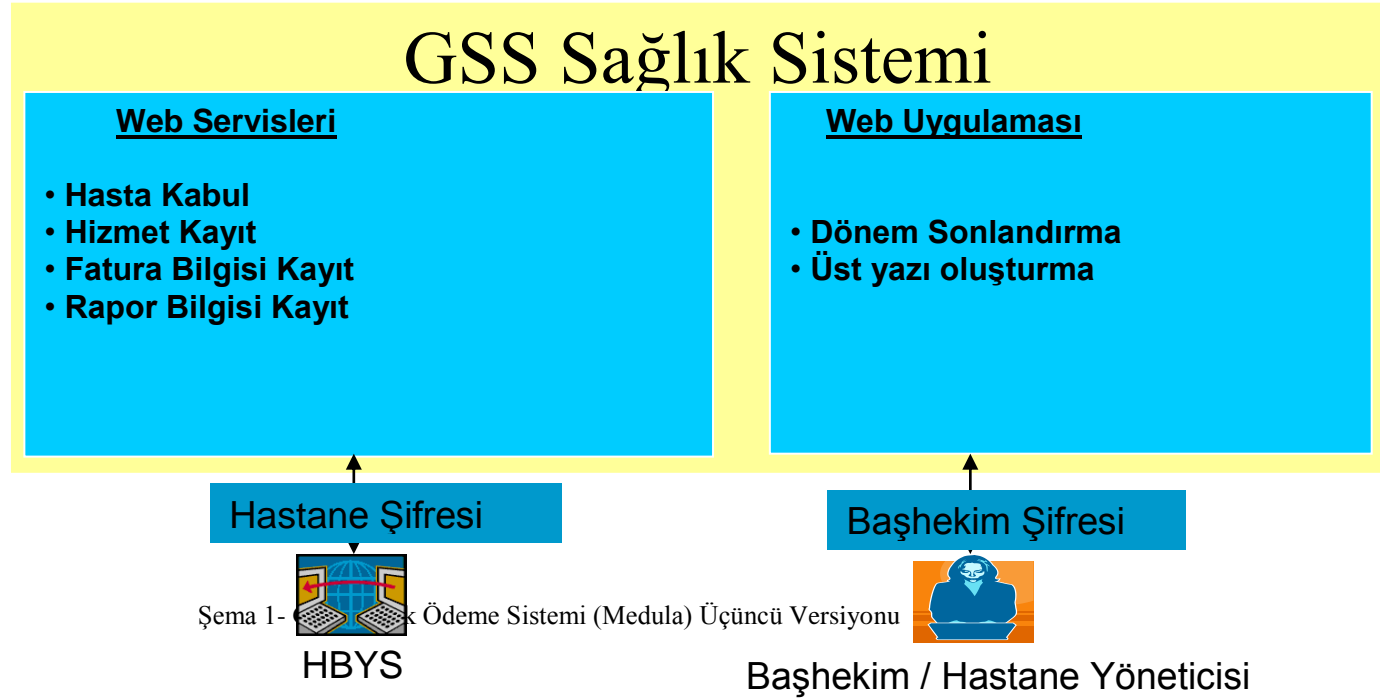 GSS Sağlık Sistemi
Web Servisleri
• Hasta Kabul
• Hizmet Kayıt
• Fatura Bilgisi Kayıt
• Rapor Bilgisi Kayıt
Web Uygulaması
• Dönem Sonlandırma
• Üst yazı oluşturma
Hastane Şifresi
Başhekim Şifresi
Şema 1- Ödeme Sistemi (Medula) Üçüncü Versiyonu
HBYS
Başhekim / Hastane Yöneticisi